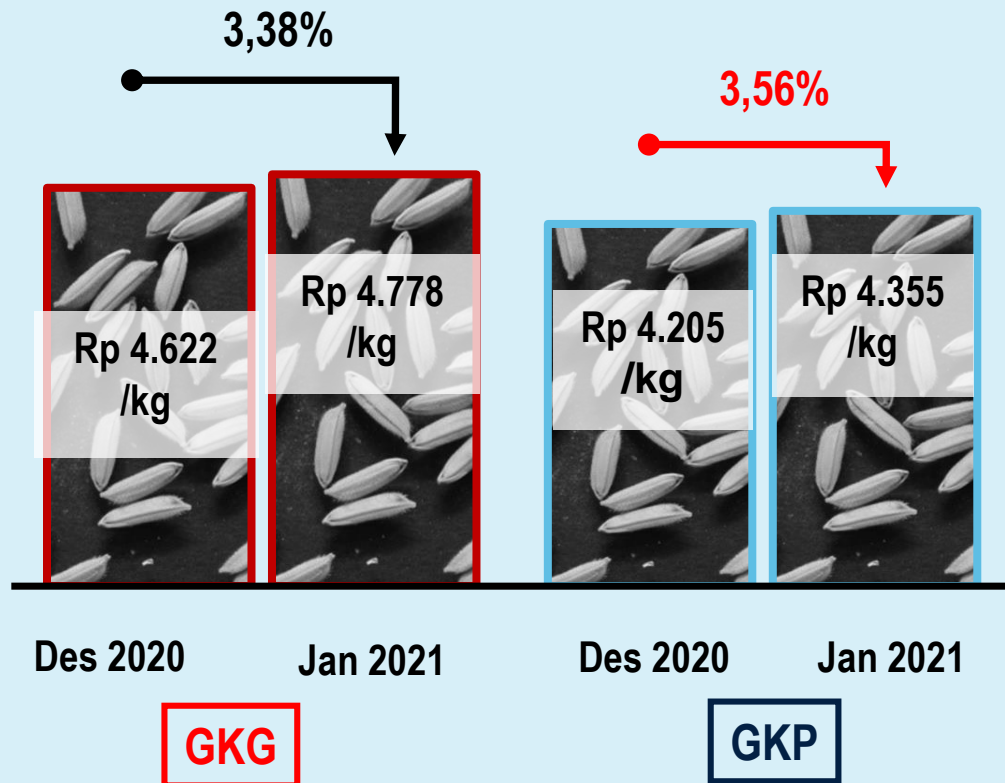 3,38%
3,56%
Rp 4.622
/kg
Rp 4.778
/kg
Rp 4.205
/kg
Rp 4.355
/kg
Des 2020
Jan 2021
Des 2020
Jan 2021
GKG
GKP